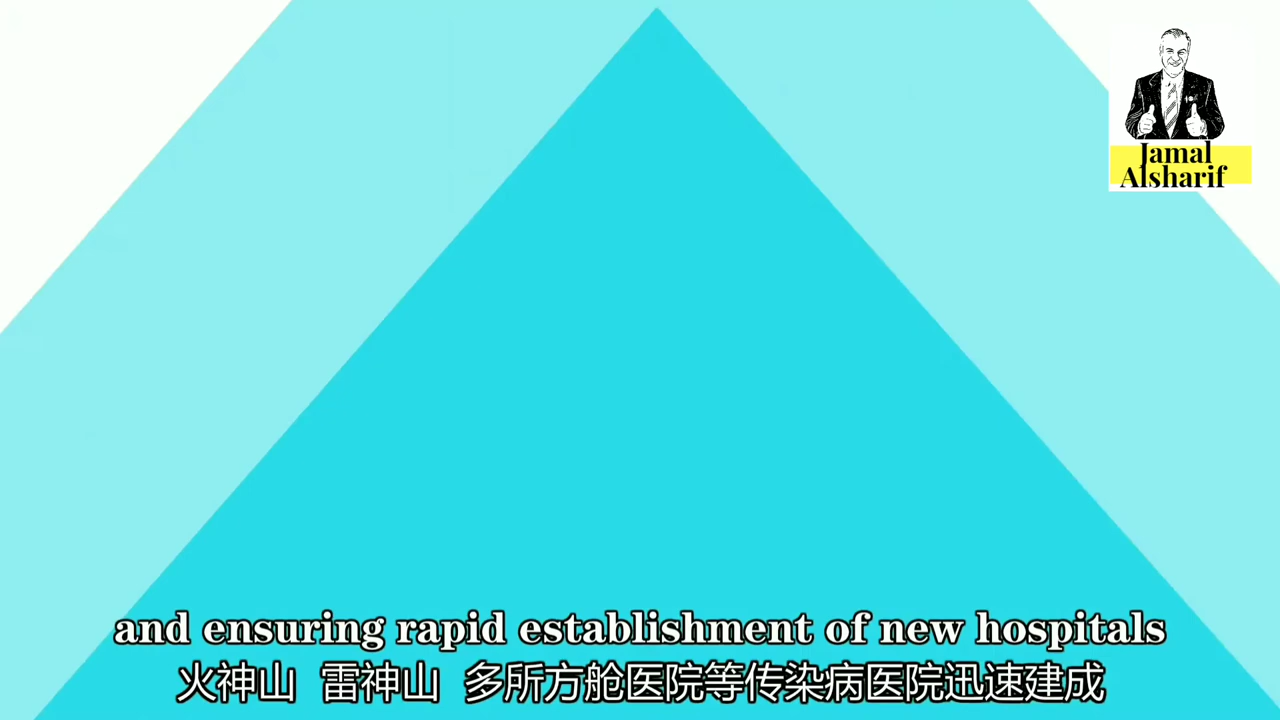 Jamal
Alsharif
and ensuring rapid establishment of new hospitals
火神山 雷神山 多所方舱医院等传染病医院迅速建成